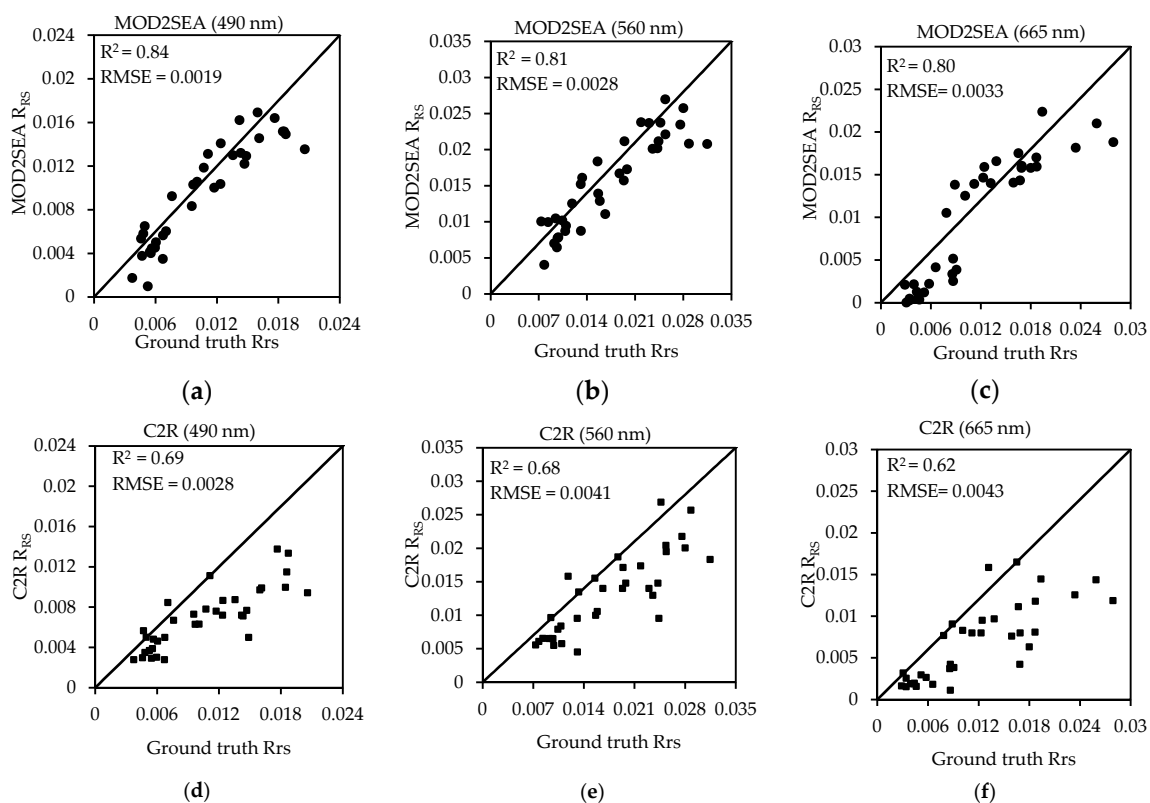 MOD2SEA (490 nm)
R² = 0.84
RMSE = 0.0019
MOD2SEA R_RS
0.024
0.02
0.016
0.012
0.008
0.004
0
0 0.006 0.012 0.018 0.024
Ground truth Rrs
(a)
MOD2SEA (560 nm)
R² = 0.81
RMSE = 0.0028
MOD2SEA R_RS
0.035
0.03
0.025
0.02
0.015
0.01
0.005
0
0 0.007 0.014 0.021 0.028 0.035
Ground truth Rrs
(b)
MOD2SEA (665 nm)
R² = 0.80
RMSE= 0.0033
MOD2SEA R_RS
0.03
0.025
0.02
0.015
0.01
0.005
0
0 0.006 0.012 0.018 0.024 0.03
Ground truth Rrs
(c)
C2R (490 nm)
R² = 0.69
RMSE = 0.0028
C2R R_RS
0.024
0.02
0.016
0.012
0.008
0.004
0
0 0.006 0.012 0.018 0.024
Ground truth Rrs
(d)
C2R (560 nm)
R² = 0.68
RMSE = 0.0041
C2R R_RS
0.035
0.03
0.025
0.02
0.015
0.01
0.005
0
0 0.007 0.014 0.021 0.028 0.035
Ground truth Rrs
(e)
C2R (665 nm)
R² = 0.62
RMSE= 0.0043
C2R R_RS
0.03
0.025
0.02
0.015
0.01
0.005
0
0 0.006 0.012 0.018 0.024 0.03
Ground truth Rrs
(f)